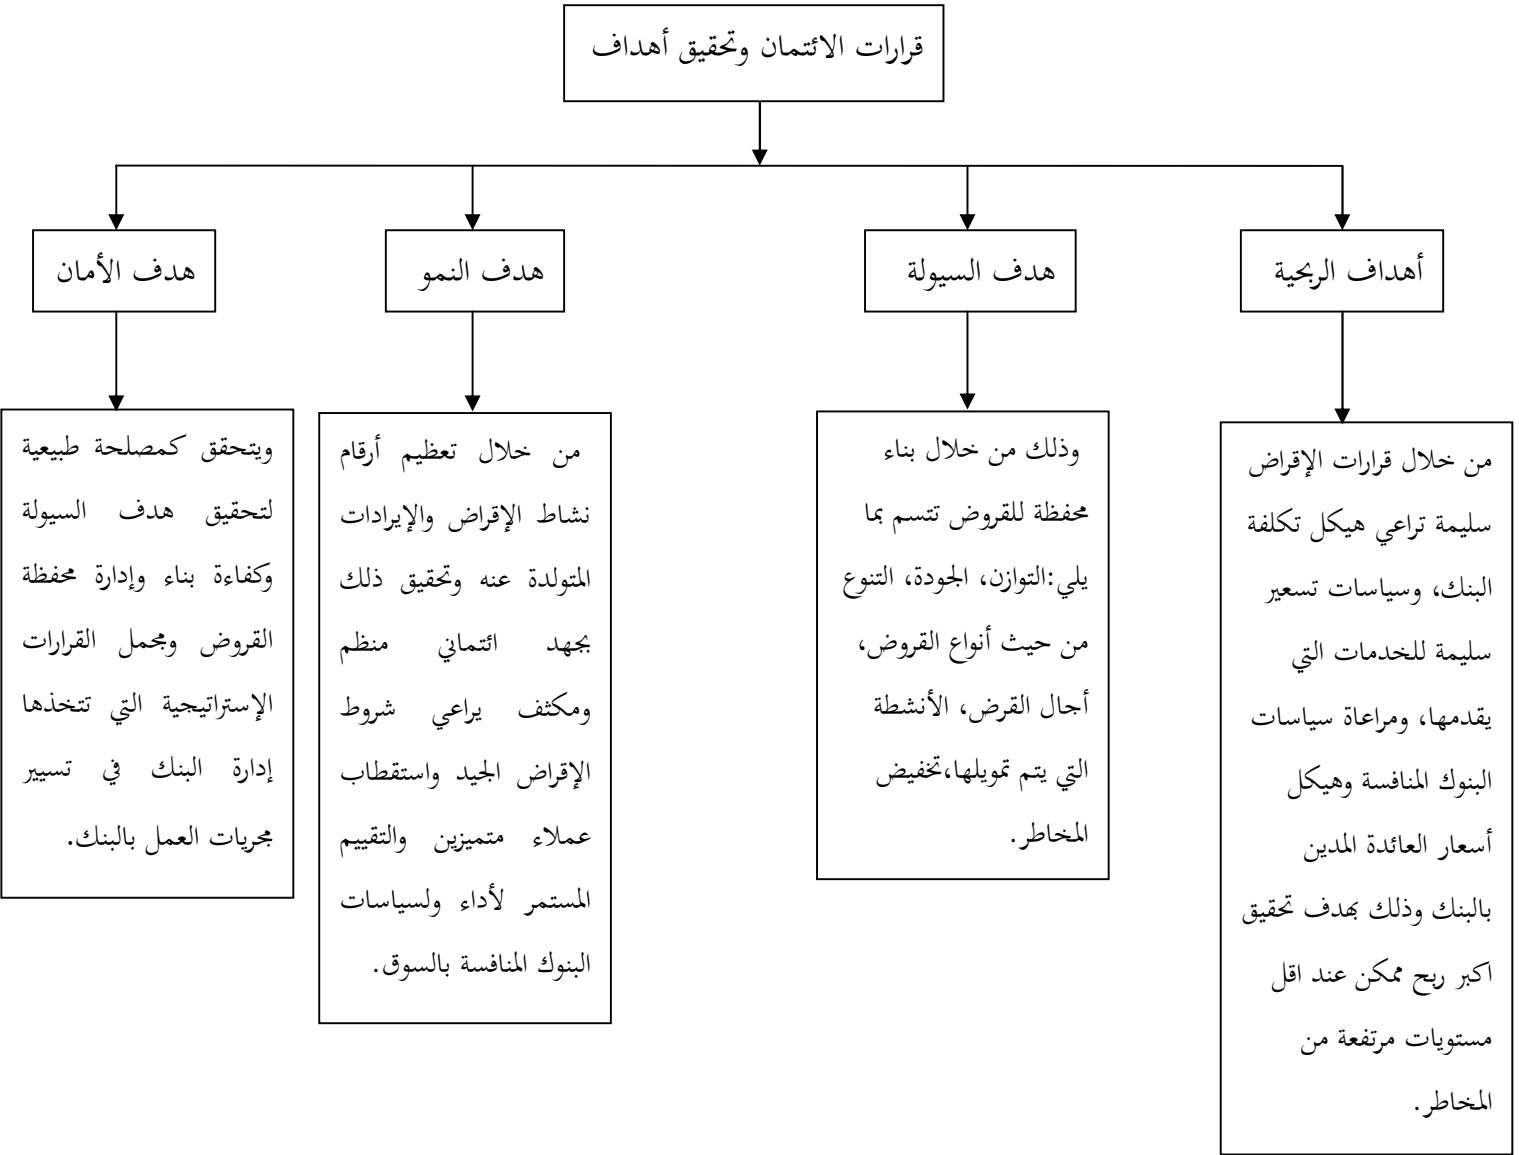 قرارات الائتمان وتحقيق أهداف
أهداف الربحية
هدف السيولة
هدف النمو
هدف الأمان
من خلال قرارات الإقراض
سليمة تراعي هيكل تكلفة
البنك، وسياسات تسعير
سليمة للخدمات التي
يقدمها، ومراعاة سياسات
البنوك المنافسة وهيكل
أسعار العائدة المدين
بالبنك وذلك بهدف تحقيق
اكبر ربح ممكن عند اقل
مستويات مرتفعة من
المخاطر.
وذلك من خلال بناء
محفظة للقروض تتسم بما
يلي:التوازن، الجودة، التنوع
من حيث أنواع القروض،
أجال القرض، الأنشطة
التي يتم تمويلها،تخفيض
المخاطر.
من خلال تعظيم أرقام
نشاط الإقراض والإيرادات
المتولدة عنه وتحقيق ذلك
بجهد ائتماني منظم
ومكثف يراعي شروط
الإقراض الجيد واستقطاب
عملاء متميزين والتقييم
المستمر لأداء ولسياسات
البنوك المنافسة بالسوق.
ويتحقق كمصلحة طبيعية
لتحقيق هدف السيولة
وكفاءة بناء وإدارة محفظة
القروض ومجمل القرارات
الإستراتيجية التي تتخذها
إدارة البنك في تسيير
مجريات العمل بالبنك.